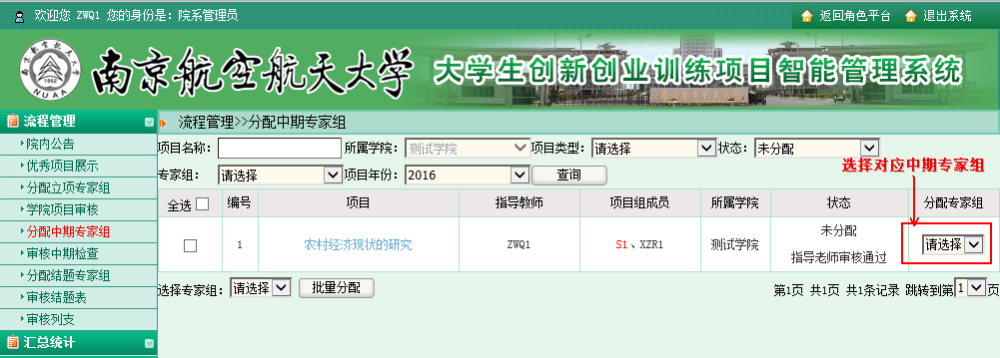 欢迎您 ZWQ1 您的身份是：院系管理员
返回角色平台 退出系统
南京航空航天大学 大学生创新创业训练项目智能管理系统
NUAA
1952
流程管理
院内公告
优秀项目展示
分配立项专家组
学院项目审核
分配中期专家组
审核中期检查
分配结题专家组
审核结题表
审核列支
汇总统计
流程管理>>分配中期专家组
项目名称： 所属学院： 测试学院 项目类型： 请选择 状态： 未分配
专家组： 请选择 项目年份： 2016 查询
选择对应中期专家组
全选 编号 项目 指导教师 项目组成员 所属学院 状态 分配专家组
1 农村经济现状的研究 ZWQ1 S1、XZR1 测试学院 未分配 请选择
指导老师审核通过
选择专家组： 请选择 批量分配
第1页 共1页 共1条记录 跳转到第 1 页